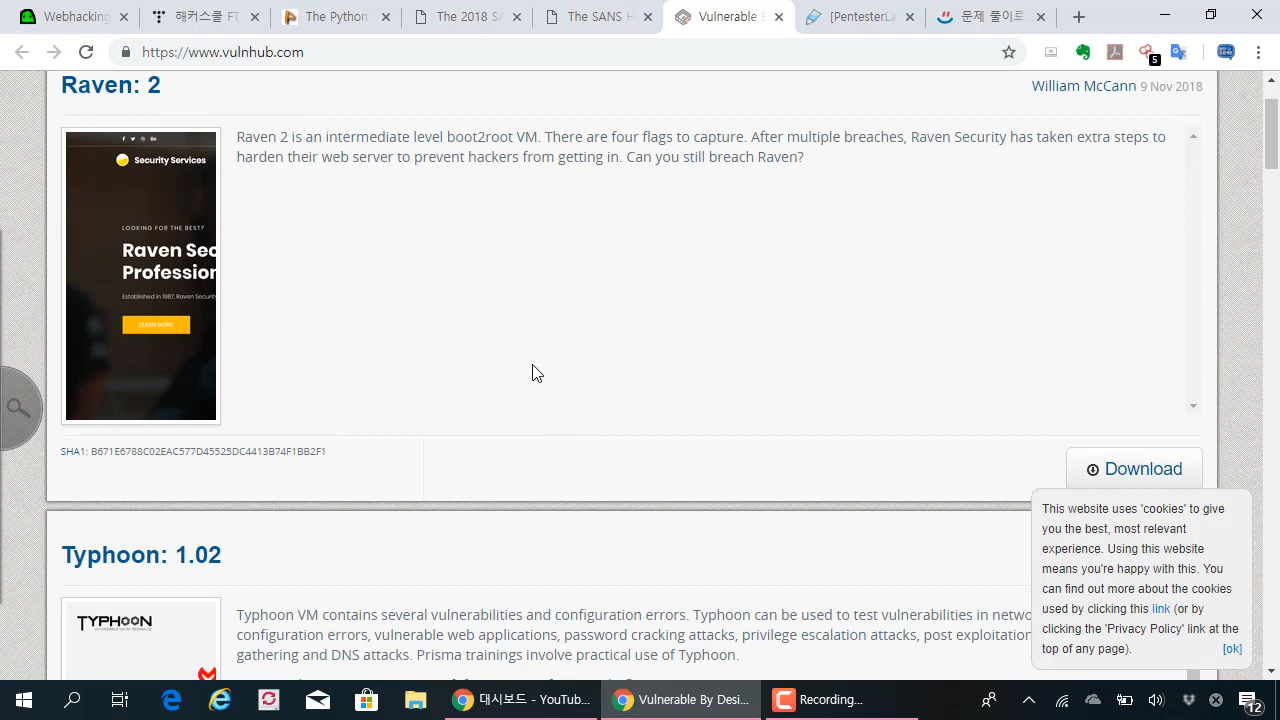 Webhacking
해커스쿨 FT
The Python
The 2018 SA
The SANS H
Vulnerable B
[PentesterLa
문제 풀이로
https://www.vulnhub.com
5
Raven: 2
William McCann 9 Nov 2018
Raven 2 is an intermediate level boot2root VM. There are four flags to capture. After multiple breaches, Raven Security has taken extra steps to
harden their web server to prevent hackers from getting in. Can you still breach Raven?
Security Services
LOOKING FOR THE BEST?
Raven Sec
Profession
Established in 1987, Raven Security
LEARN MORE
SHA1: B671E6788C02EAC577D45525DC4413B74F1BB2F1
Download
This website uses 'cookies' to give
you the best, most relevant
experience. Using this website
means you're happy with this. You
can find out more about the cookies
used by clicking this link (or by
clicking the 'Privacy Policy' link at the
top of any page).
[ok]
Typhoon: 1.02
TYPHOON
Typhoon VM contains several vulnerabilities and configuration errors. Typhoon can be used to test vulnerabilities in netwo
configuration errors, vulnerable web applications, password cracking attacks, privilege escalation attacks, post exploitation
gathering and DNS attacks. Prisma trainings involve practical use of Typhoon.
대시보드 - YouTube...
Vulnerable By Desi...
Recording...
12